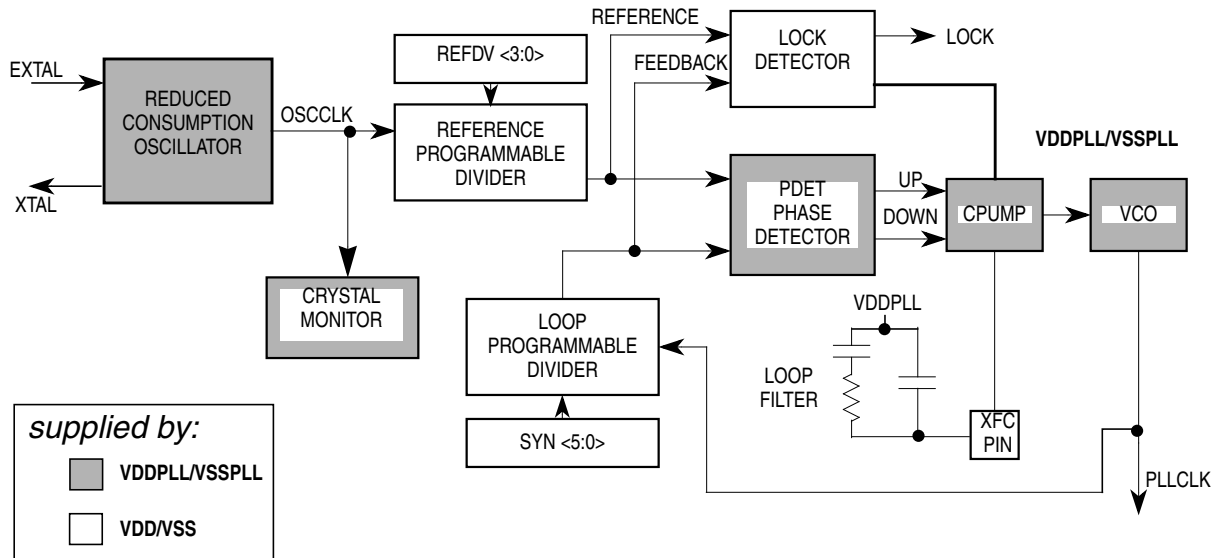 REFERENCE
REFDV <3:0>
LOCK
DETECTOR
LOCK
EXTAL
FEEDBACK
REDUCED
CONSUMPTION
OSCILLATOR
OSCCLK
REFERENCE
PROGRAMMABLE
DIVIDER
VDDPLL/VSSPLL
XTAL
PDET
PHASE
DETECTOR
UP
DOWN
CPUMP
VCO
CRYSTAL
MONITOR
LOOP
PROGRAMMABLE
DIVIDER
VDDPLL
LOOP
FILTER
XFC
PIN
SYN <5:0>
supplied by:
VDDPLL/VSSPLL
VDD/VSS
PLLCLK